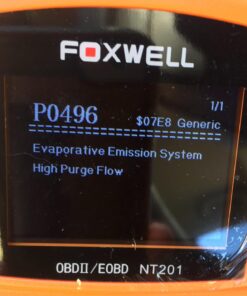 FOXWELL
1/1
P0496 $07E8 Generic
Evaporative Emission System
High Purge Flow
OBDII/EOBD NT201